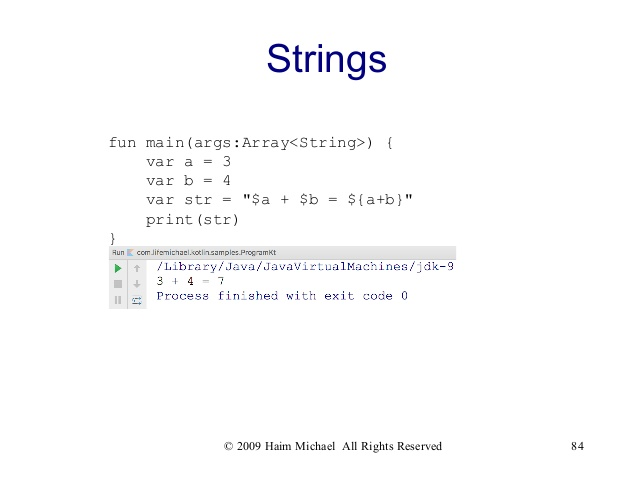 Strings
fun main(args:Array<String>) {
    var a = 3
    var b = 4
    var str = "$a + $b = ${a+b}"
    print(str)
}
Run com.lifemichael.kotlin.samples.ProgramKt
/Library/Java/JavaVirtualMachines/jdk-9
3 + 4 = 7
Process finished with exit code 0
© 2009 Haim Michael All Rights Reserved 84